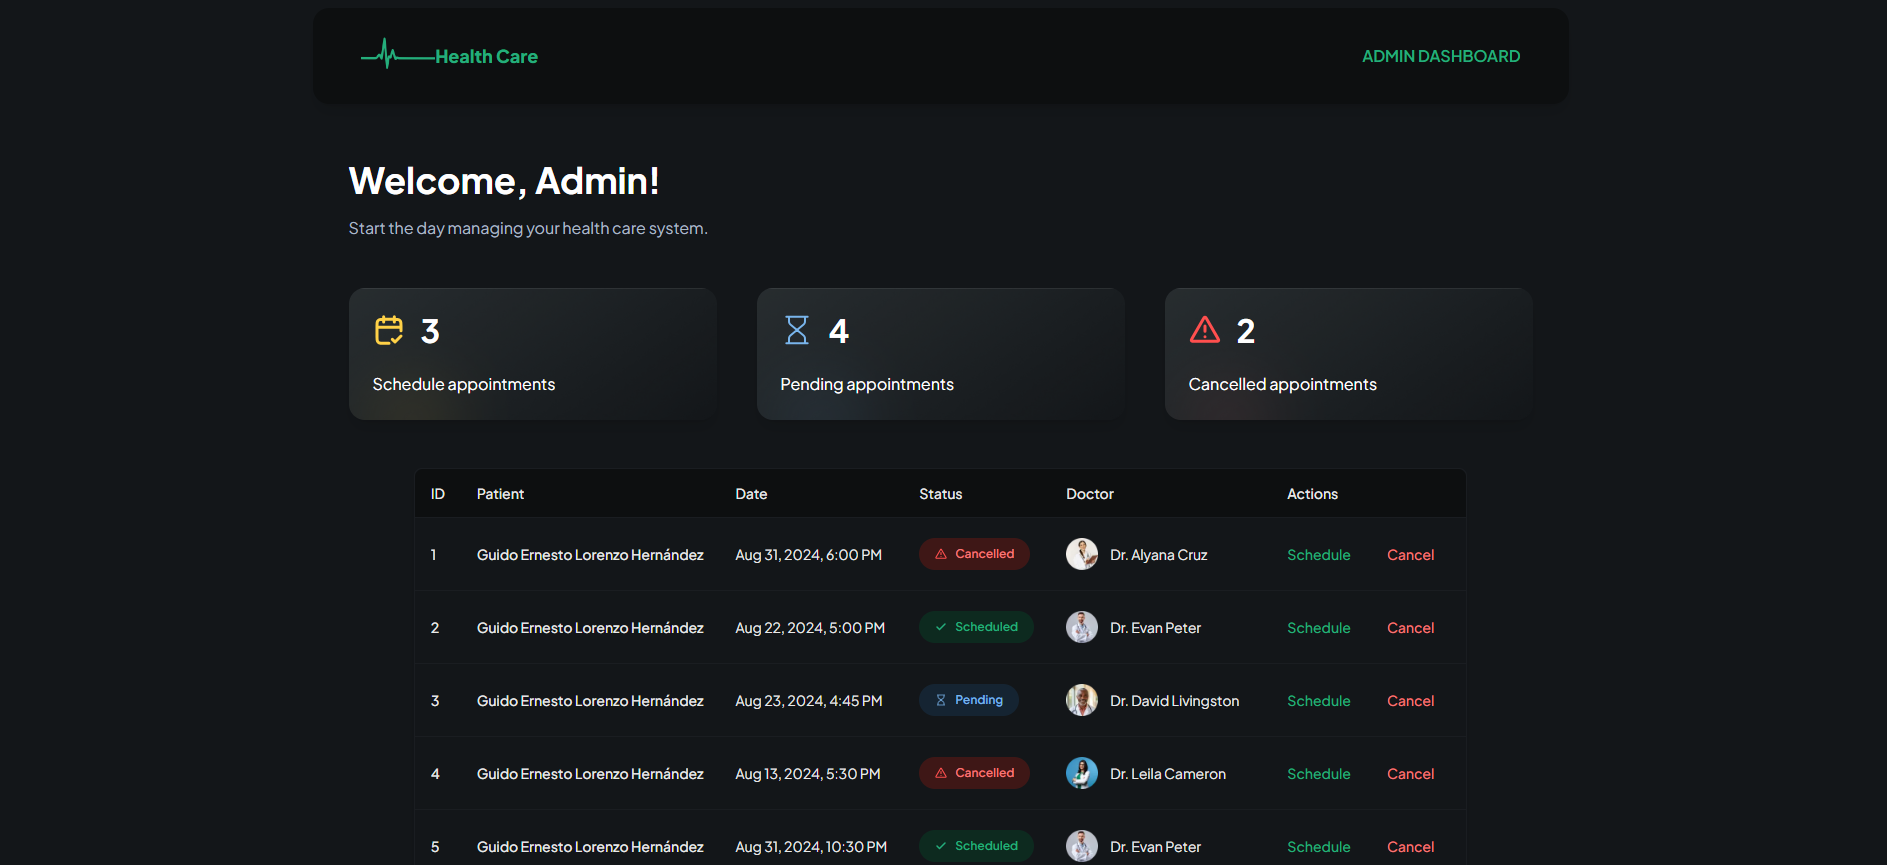 Health Care
ADMIN DASHBOARD
Welcome, Admin!
Start the day managing your health care system.
3
Schedule appointments
4
Pending appointments
2
Cancelled appointments
ID Patient Date Status Doctor Actions
1 Guido Ernesto Lorenzo Hernández Aug 31, 2024, 6:00 PM Cancelled Dr. Alyana Cruz Schedule Cancel
2 Guido Ernesto Lorenzo Hernández Aug 22, 2024, 5:00 PM Scheduled Dr. Evan Peter Schedule Cancel
3 Guido Ernesto Lorenzo Hernández Aug 23, 2024, 4:45 PM Pending Dr. David Livingston Schedule Cancel
4 Guido Ernesto Lorenzo Hernández Aug 13, 2024, 5:30 PM Cancelled Dr. Leila Cameron Schedule Cancel
5 Guido Ernesto Lorenzo Hernández Aug 31, 2024, 10:30 PM Scheduled Dr. Evan Peter Schedule Cancel